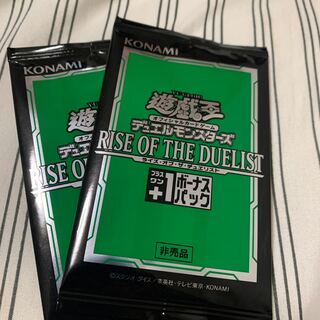 KONAMI
遊戯王
オフィシャルカードゲーム
デュエルモンスターズ
RISE OF THE DUELIST
ライズ・オブ・ザ・デュエリスト
プラスワン
+1 ボーナス
パック
非売品
©スタジオ・ダイス/集英社・テレビ東京・KONAMI
KONAMI